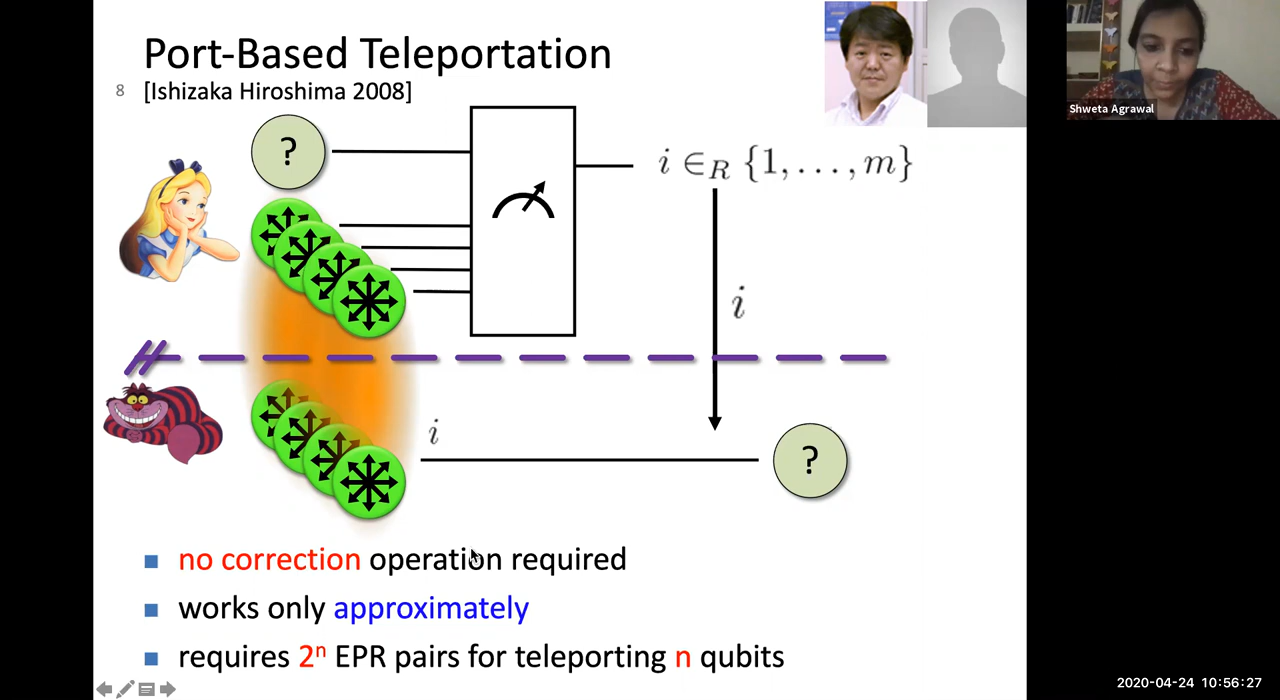 Port-Based Teleportation
8
[Ishizaka Hiroshima 2008]
Shweta Agrawal
?
i ∈R {1, . . . , m}
i
i
?
■ no correction operation required
■ works only approximately
■ requires 2ⁿ EPR pairs for teleporting n qubits
2020-04-24 10:56:27